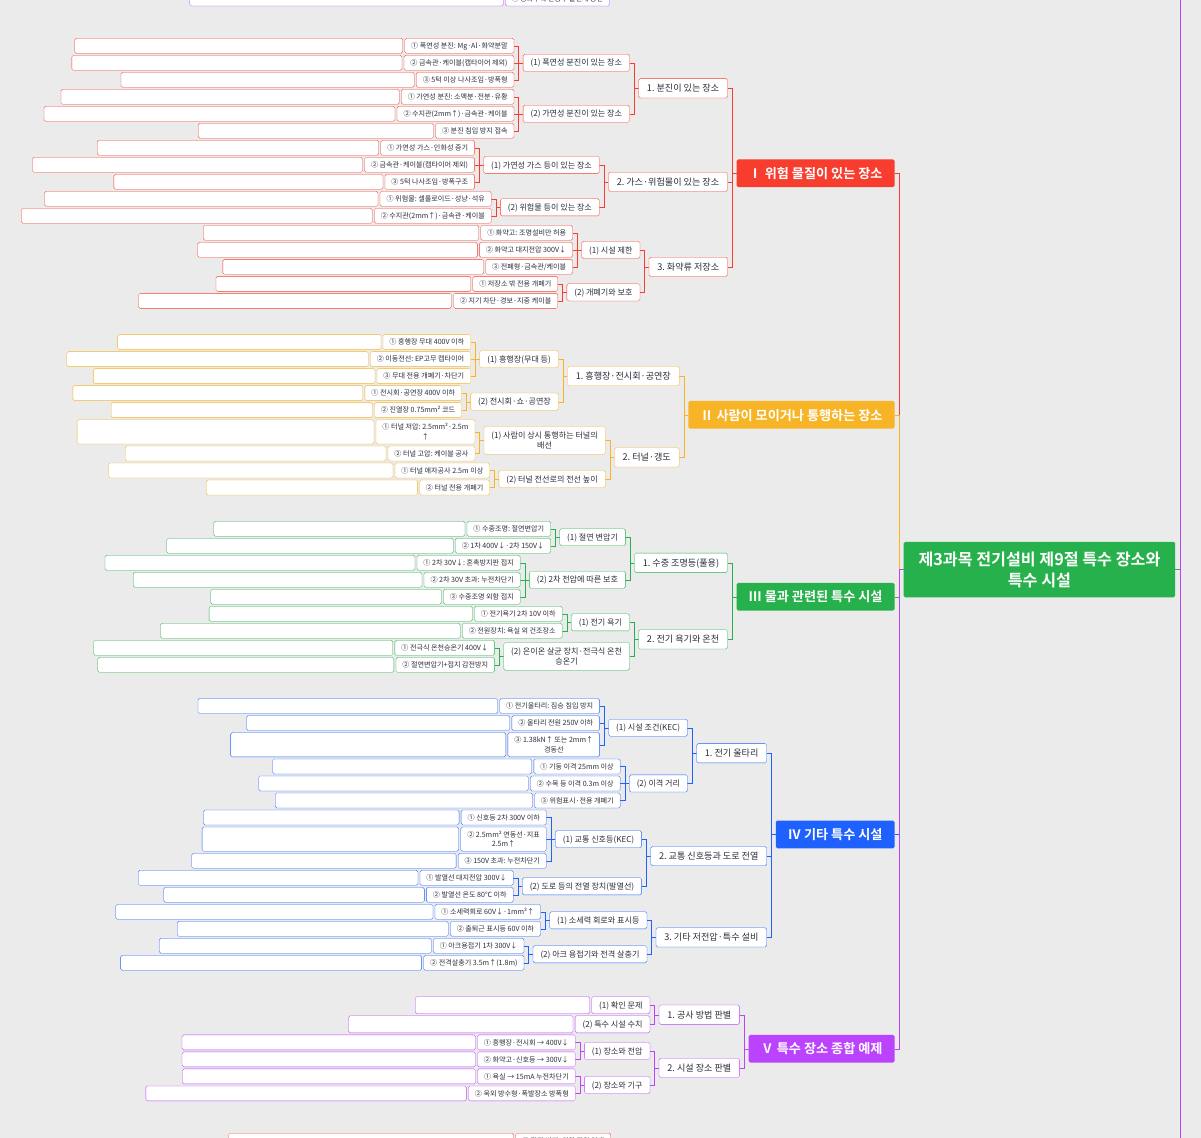 ① 폭연성 분진: Mg·Al·화약분말
② 금속관·케이블(캡타이어 제외)
③ 5턱 이상 나사조임·방폭형
(1) 폭연성 분진이 있는 장소
① 가연성 분진: 소맥분·전분·유황
② 수지관(2mm↑)·금속관·케이블
③ 분진 침입 방지 접속
(2) 가연성 분진이 있는 장소
1. 분진이 있는 장소
① 가연성 가스·인화성 증기
② 금속관·케이블(캡타이어 제외)
③ 5턱 나사조임·방폭구조
(1) 가연성 가스 등이 있는 장소
① 위험물: 셀룰로이드·성냥·석유
② 수지관(2mm↑)·금속관·케이블
(2) 위험물 등이 있는 장소
2. 가스·위험물이 있는 장소
① 화약고: 조명설비만 허용
② 화약고 대지전압 300V↓
③ 전폐형·금속관/케이블
(1) 시설 제한
① 저장소 밖 전용 개폐기
② 지기 차단·경보·지중 케이블
(2) 개폐기와 보호
3. 화약류 저장소
Ⅰ 위험 물질이 있는 장소
① 흥행장 무대 400V 이하
② 이동전선: EP고무 캡타이어
③ 무대 전용 개폐기·차단기
(1) 흥행장(무대 등)
① 전시회·공연장 400V 이하
② 진열장 0.75mm² 코드
(2) 전시회·쇼·공연장
1. 흥행장·전시회·공연장
① 터널 저압: 2.5mm²·2.5m
↑
② 터널 고압: 케이블 공사
(1) 사람이 상시 통행하는 터널의
배선
① 터널 애자공사 2.5m 이상
② 터널 전용 개폐기
(2) 터널 전선로의 전선 높이
2. 터널·갱도
Ⅱ 사람이 모이거나 통행하는 장소
① 수중조명: 절연변압기
② 1차 400V↓·2차 150V↓
(1) 절연 변압기
① 2차 30V↓: 혼촉방지판 접지
② 2차 30V 초과: 누전차단기
③ 수중조명 외함 접지
(2) 2차 전압에 따른 보호
1. 수중 조명등(풀용)
① 전기욕기 2차 10V 이하
② 전원장치: 욕실 외 건조장소
(1) 전기 욕기
① 전극식 온천승온기 400V↓
② 절연변압기+접지 감전방지
(2) 은이온 살균 장치·전극식 온천
승온기
2. 전기 욕기와 온천
Ⅲ 물과 관련된 특수 시설
제3과목 전기설비 제9절 특수 장소와
특수 시설
① 전기울타리: 짐승 침입 방지
② 울타리 전원 250V 이하
③ 1.38kN↑ 또는 2mm↑
경동선
(1) 시설 조건(KEC)
① 기둥 이격 25mm 이상
② 수목 등 이격 0.3m 이상
③ 위험표시·전용 개폐기
(2) 이격 거리
1. 전기 울타리
① 신호등 2차 300V 이하
② 2.5mm² 연동선·지표
2.5m↑
③ 150V 초과: 누전차단기
(1) 교통 신호등(KEC)
① 발열선 대지전압 300V↓
② 발열선 온도 80℃ 이하
(2) 도로 등의 전열 장치(발열선)
2. 교통 신호등과 도로 전열
① 소세력회로 60V↓·1mm²↑
② 출퇴근 표시등 60V 이하
(1) 소세력 회로와 표시등
① 아크용접기 1차 300V↓
② 전격살충기 3.5m↑(1.8m)
(2) 아크 용접기와 전격 살충기
3. 기타 저전압·특수 설비
Ⅳ 기타 특수 시설
(1) 확인 문제
(2) 특수 시설 수치
1. 공사 방법 판별
① 흥행장·전시회 → 400V↓
② 화약고·신호등 → 300V↓
(1) 장소와 전압
① 욕실 → 15mA 누전차단기
② 옥외 방수형·폭발장소 방폭형
(2) 장소와 기구
2. 시설 장소 판별
Ⅴ 특수 장소 종합 예제